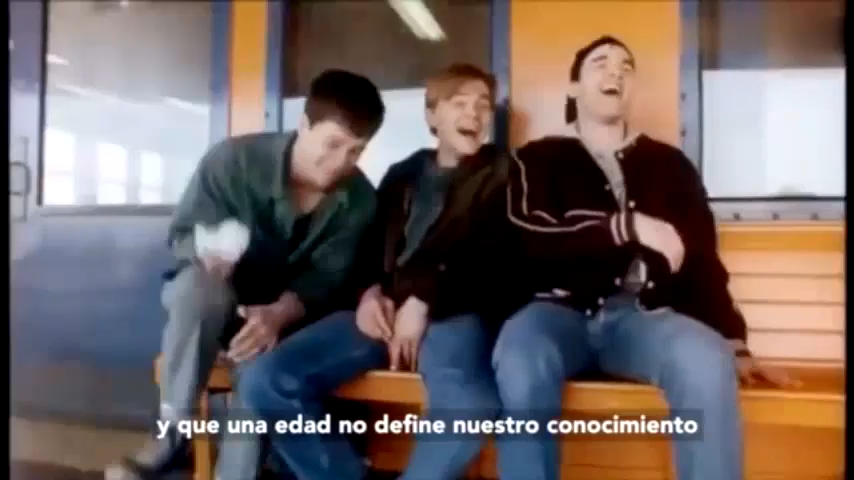 y que una edad no define nuestro conocimiento